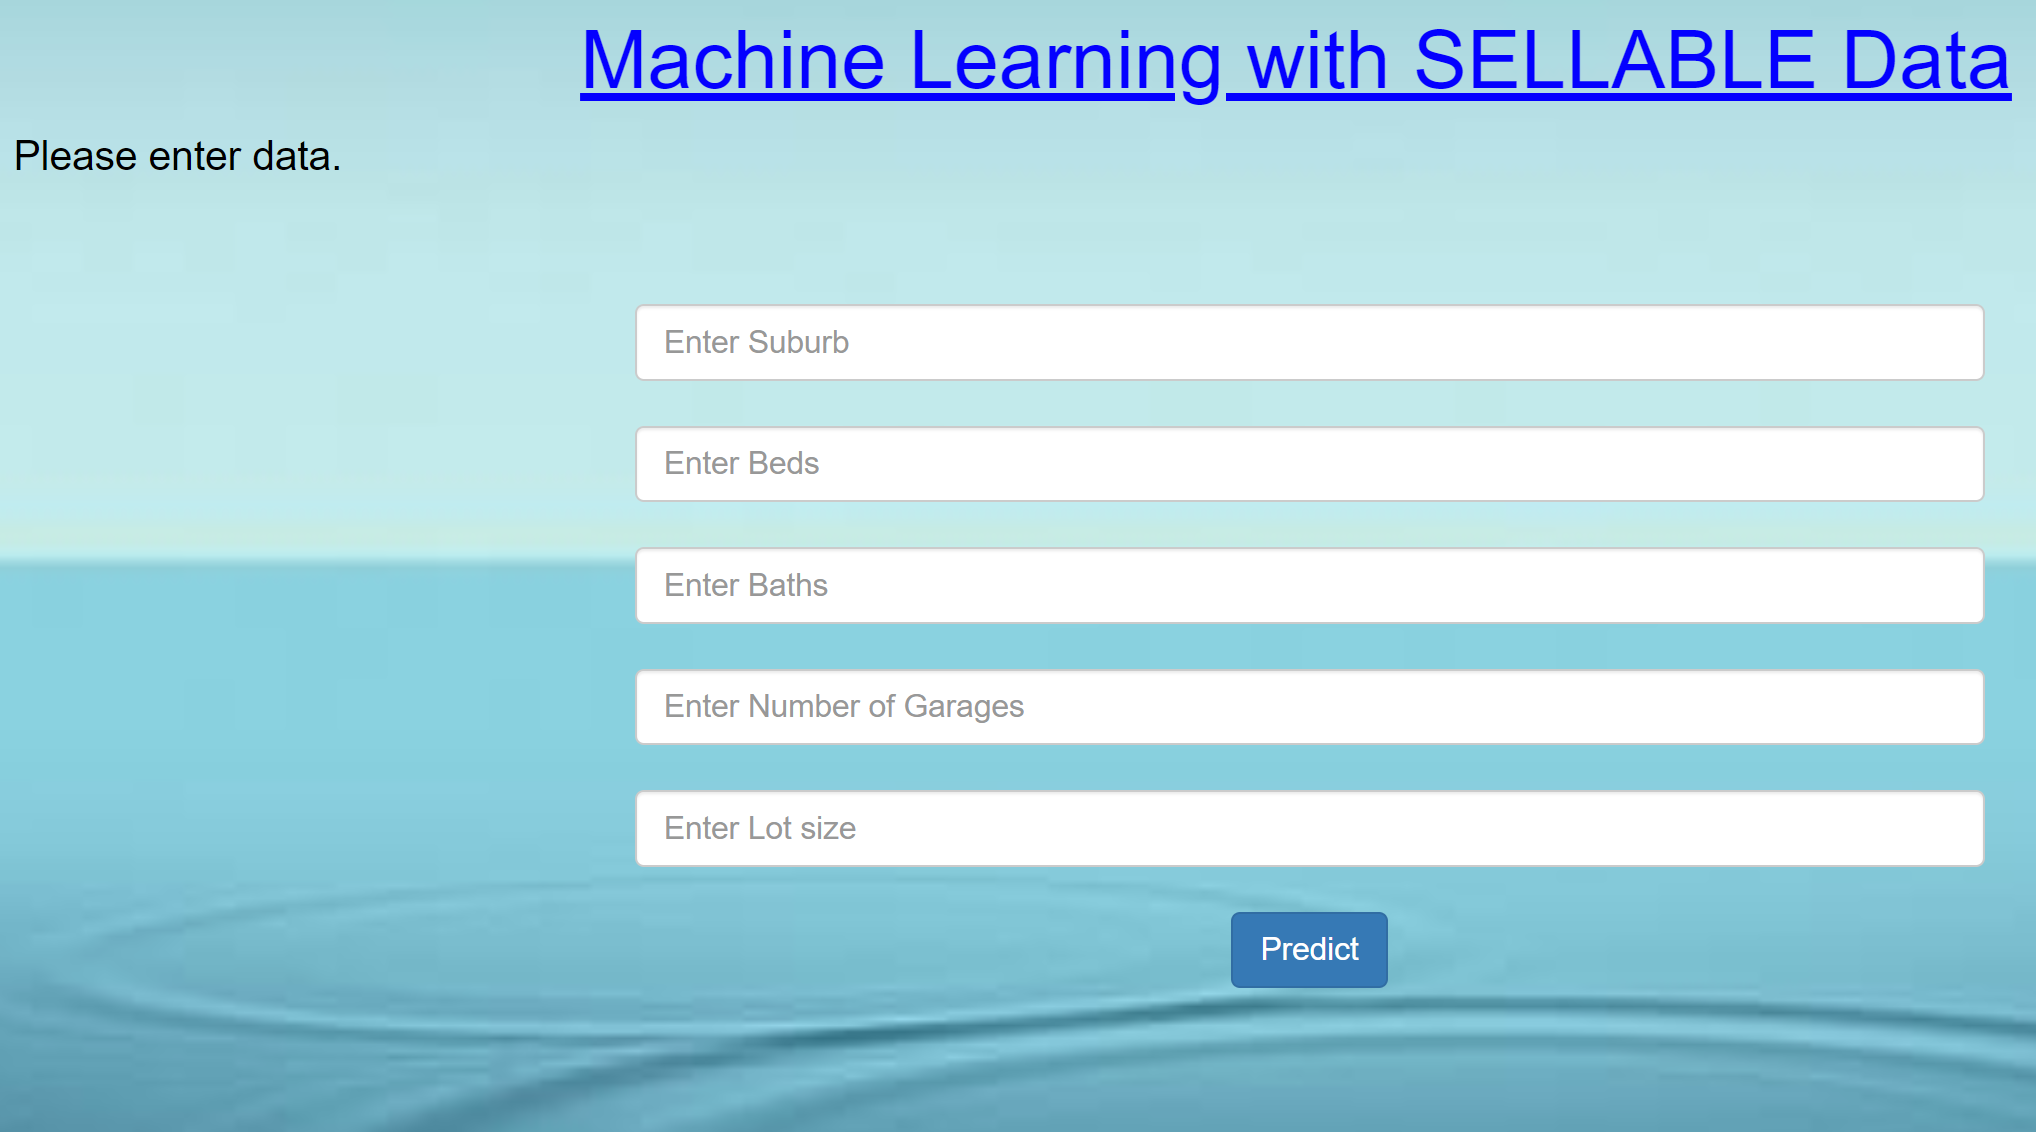 Machine Learning with SELLABLE Data
Please enter data.
Enter Suburb
Enter Beds
Enter Baths
Enter Number of Garages
Enter Lot size
Predict